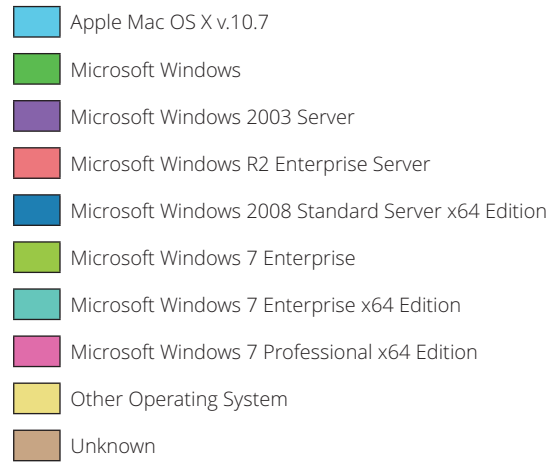 Apple Mac OS X v.10.7
Microsoft Windows
Microsoft Windows 2003 Server
Microsoft Windows R2 Enterprise Server
Microsoft Windows 2008 Standard Server x64 Edition
Microsoft Windows 7 Enterprise
Microsoft Windows 7 Enterprise x64 Edition
Microsoft Windows 7 Professional x64 Edition
Other Operating System
Unknown